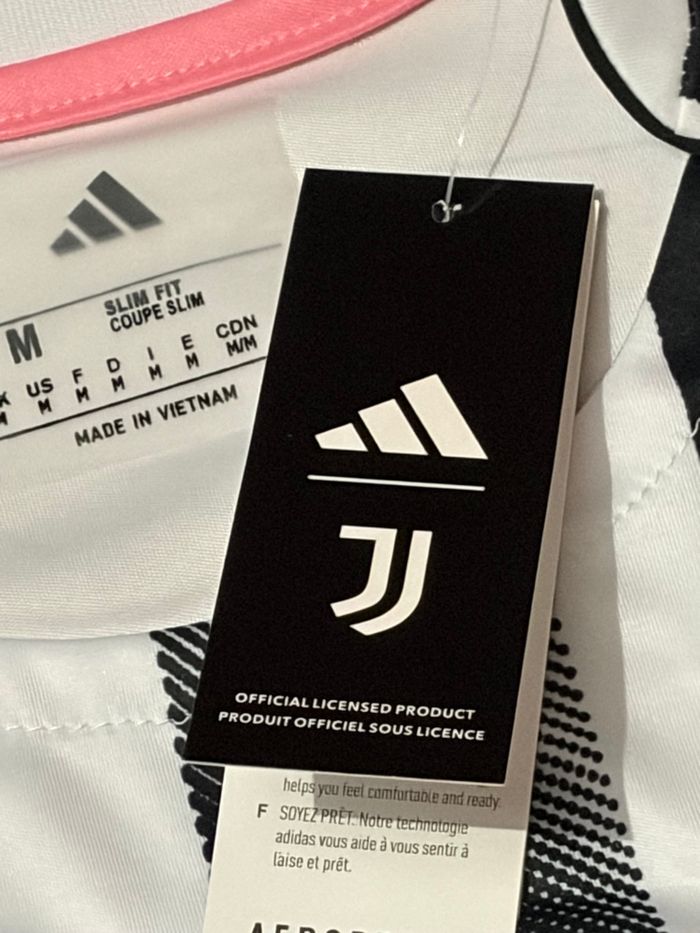 SLIM FIT
COUPE SLIM
M
US F D I E CDN
M M M M M M/M
MADE IN VIETNAM
OFFICIAL LICENSED PRODUCT
PRODUIT OFFICIEL SOUS LICENCE
helps you feel comfortable and ready.
F SOYEZ PRÊT. Notre technologie
adidas vous aide à vous sentir à
l'aise et prêt.